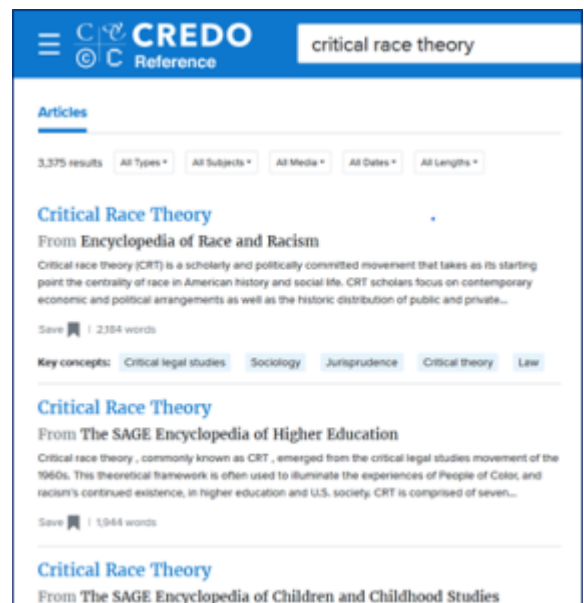 CREDO
Reference
critical race theory
Articles
3,375 results All Types All Subjects All Media All Dates All Lengths
Critical Race Theory
From Encyclopedia of Race and Racism
Critical race theory (CRT) is a scholarly and politically committed movement that takes as its starting
point the centrality of race in American history and social life. CRT scholars focus on contemporary
economic and political arrangements as well as the historic distribution of public and private...
Save | 2,184 words
Key concepts: Critical legal studies Sociology Jurisprudence Critical theory Law
Critical Race Theory
From The SAGE Encyclopedia of Higher Education
Critical race theory , commonly known as CRT , emerged from the critical legal studies movement of the
1960s. This theoretical framework is often used to illuminate the experiences of People of Color, and
racism's continued existence, in higher education and U.S. society. CRT is comprised of seven...
Save | 1,944 words
Critical Race Theory
From The SAGE Encyclopedia of Children and Childhood Studies